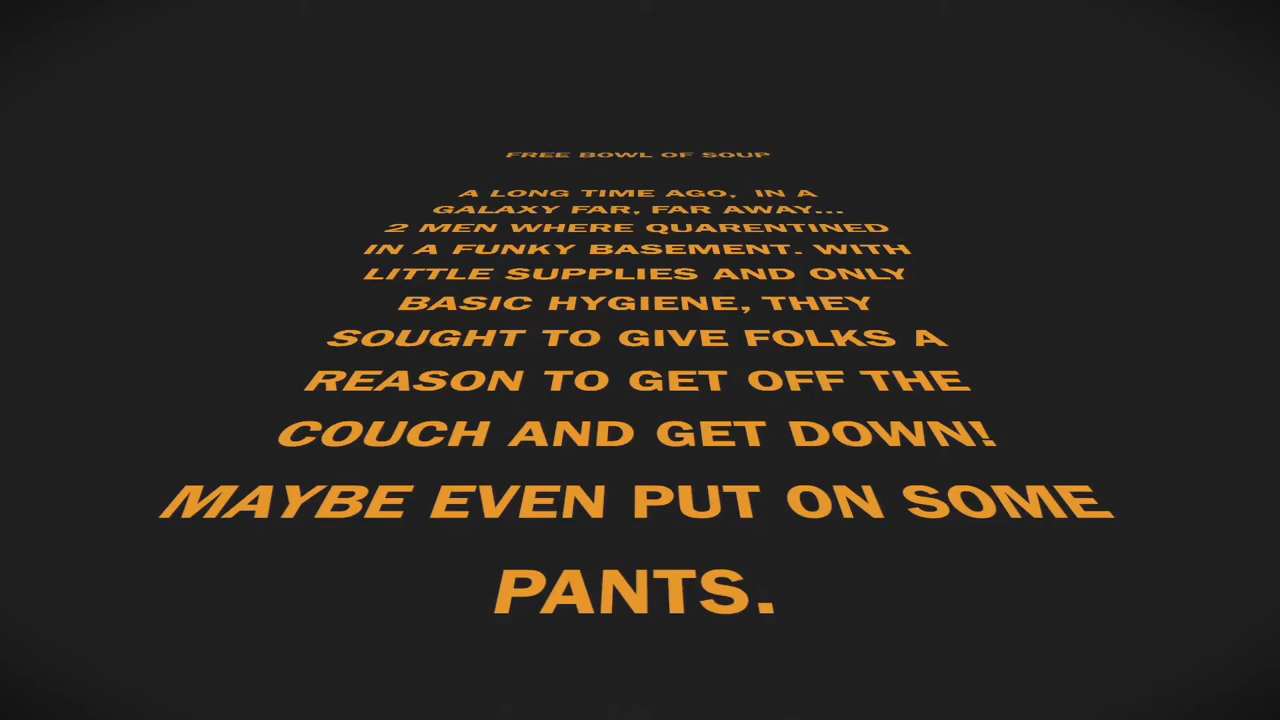 FREE BOWL OF SOUP
A LONG TIME AGO, IN A
GALAXY FAR, FAR AWAY...
2 MEN WHERE QUARENTINED
IN A FUNKY BASEMENT. WITH
LITTLE SUPPLIES AND ONLY
BASIC HYGIENE, THEY
SOUGHT TO GIVE FOLKS A
REASON TO GET OFF THE
COUCH AND GET DOWN!
MAYBE EVEN PUT ON SOME
PANTS.